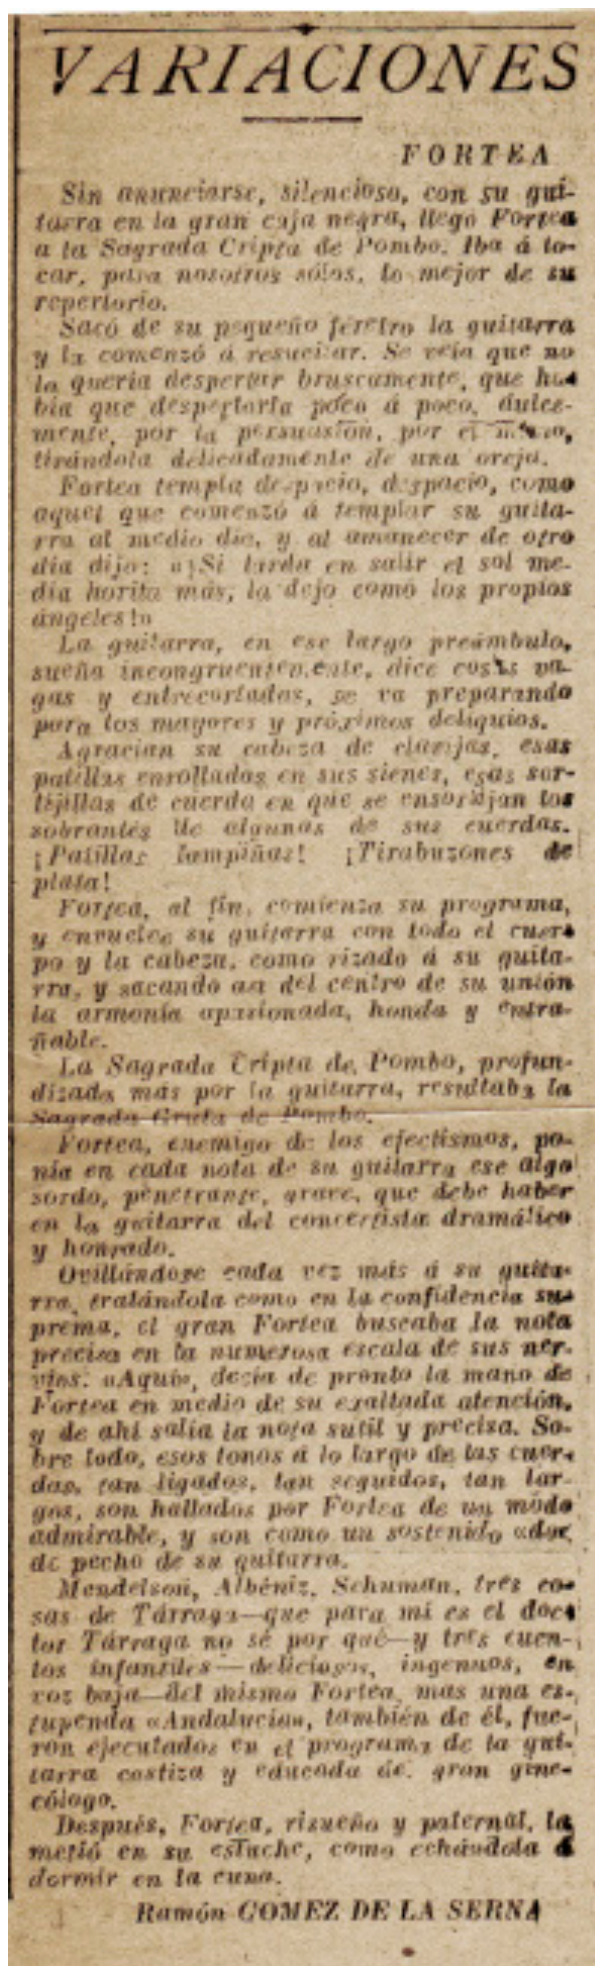 VARIACIONES
FORTEA
Sin anunciarse, silencioso, con su gui-
tarra en la gran caja negra, llegó Fortea
a la Sagrada Cripta de Pombo. Iba á to-
car, para nosotros sólos, lo mejor de su
repertorio.
Sacó de su pequeño féretro la guitarra
y la comenzó á resucitar. Se veía que no
la quería despertar bruscamente, que ha-
bía que despertarla poco á poco, dulce-
mente, por la persuasión, por el mimo,
tirándola delicadamente de una oreja.
Fortea templa despacio, despacio, como
aquel que comenzó á templar su guita-
rra al medio día, y al amanecer de otro
día dijo: «¡Si tarda en salir el sol me-
dia horita más, la dejo como los propios
ángeles!»
La guitarra, en ese largo preámbulo,
sueña incongruentemente, dice cosas va-
gas y entrecortadas, se va preparando
para los mayores y próximos deliquios.
Agracian su cabeza de clavijas, esas
patillas enrolladas en sus sienes, esas sor-
tijillas de cuerda en que se ensortijan los
sobrantes de algunas de sus cuerdas.
¡Patillas lampiñas! ¡Tirabuzones de
plata!
Fortea, al fin, comienza su programa,
y envuelve su guitarra con todo el cuer-
po y la cabeza, como rizado á su guita-
rra, y sacando así del centro de su unión
la armonía apasionada, honda y entra-
ñable.
La Sagrada Cripta de Pombo, profun-
dizada más por la guitarra, resultaba la
Sagrada Gruta de Pombo.
Fortea, enemigo de los efectismos, po-
nía en cada nota de su guitarra ese algo
sordo, penetrante, grave, que debe haber
en la guitarra del concertista dramático
y honrado.
Ovillándose cada vez más á su guita-
rra, tratándola como en la confidencia su-
prema, el gran Fortea buscaba la nota
precisa en la numerosa escala de sus ner-
vios. «Aquí», decía de pronto la mano de
Fortea en medio de su exaltada atención,
y de ahí salía la nota sutil y precisa. So-
bre todo, esos tonos á lo largo de las cuer-
das, tan ligados, tan seguidos, tan lar-
gos, son hallados por Fortea de un modo
admirable, y son como un sostenido «do»
de pecho de su guitarra.
Mendelson, Albéniz, Schuman, tres co-
sas de Tárraga—que para mí es el doc-
tor Tárraga no sé por qué—y tres cuen-
tos infantiles—deliciosos, ingenuos, en
voz baja—del mismo Fortea, mas una es-
tupenda «Andalucía», también de él, fue-
ron ejecutados en el programa de la gui-
tarra castiza y educada del gran gine-
cólogo.
Después, Fortea, risueño y paternal, la
metió en su estuche, como echándola á
dormir en la cuna.
Ramón GOMEZ DE LA SERNA